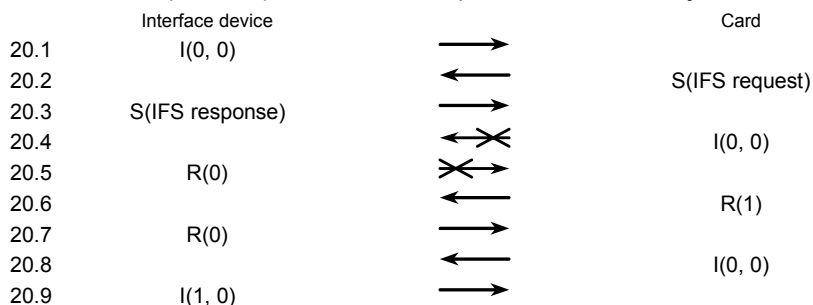 Interface device Card
20.1 I(0, 0)
20.2 S(IFS request)
20.3 S(IFS response)
20.4 I(0, 0)
20.5 R(0)
20.6 R(1)
20.7 R(0)
20.8 I(0, 0)
20.9 I(1, 0)